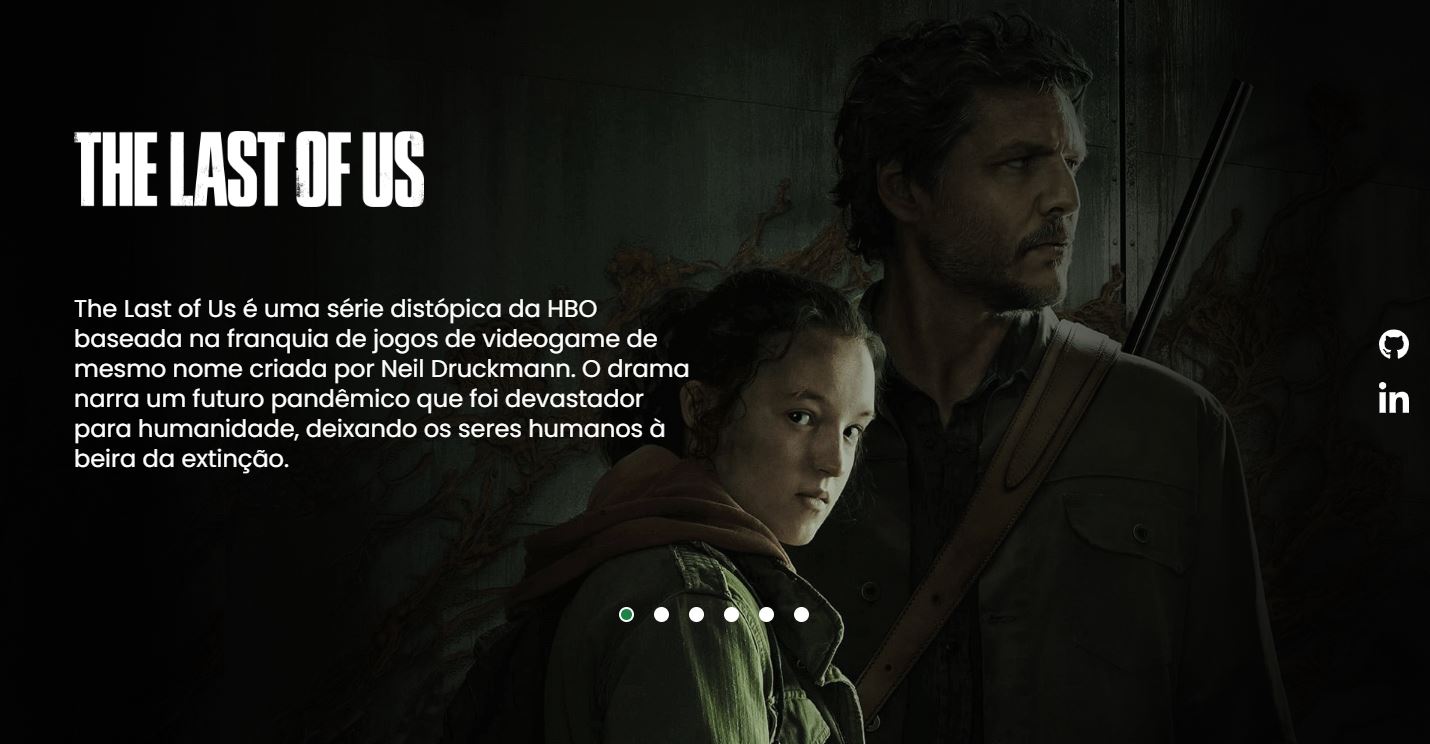 THE LAST OF US
The Last of Us é uma série distópica da HBO
baseada na franquia de jogos de videogame de
mesmo nome criada por Neil Druckmann. O drama
narra um futuro pandêmico que foi devastador
para humanidade, deixando os seres humanos à
beira da extinção.
in